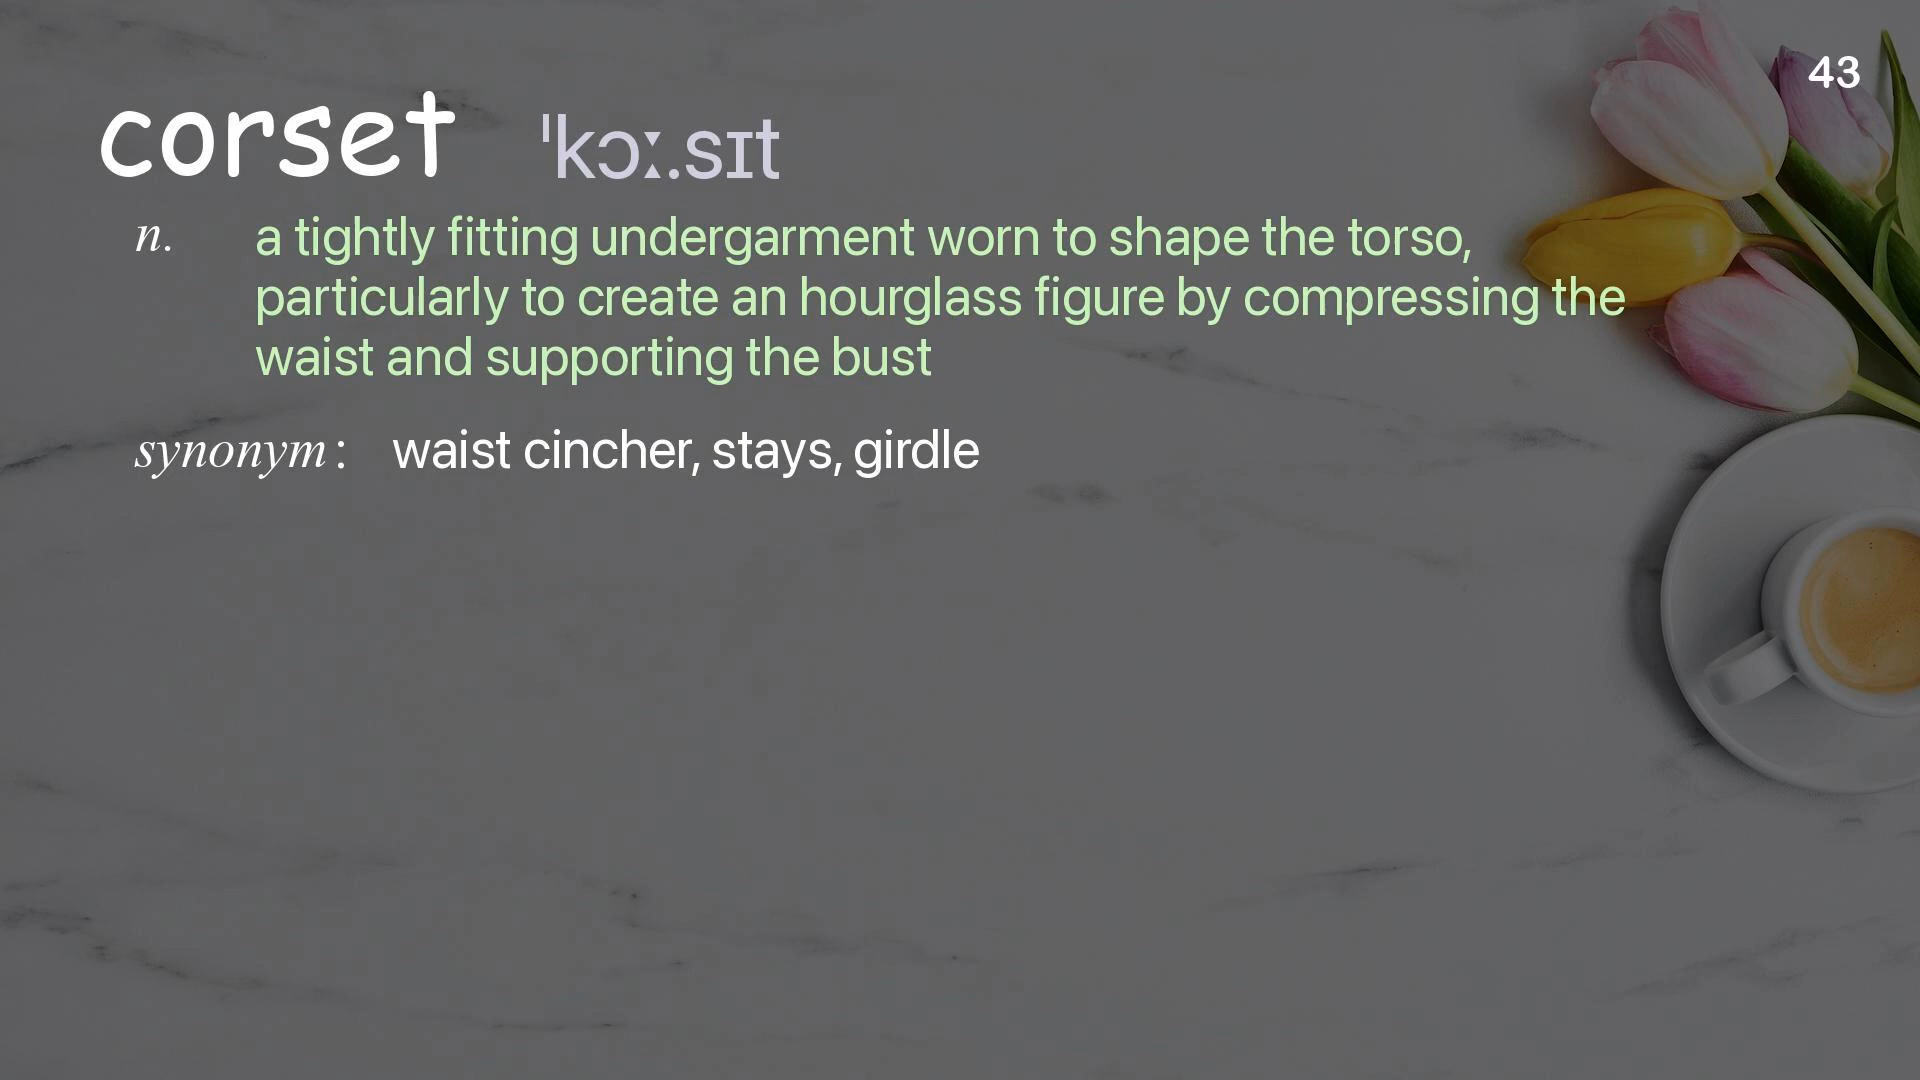 43
corset ˈkɔː.sɪt
n. a tightly fitting undergarment worn to shape the torso,
particularly to create an hourglass figure by compressing the
waist and supporting the bust
synonym : waist cincher, stays, girdle